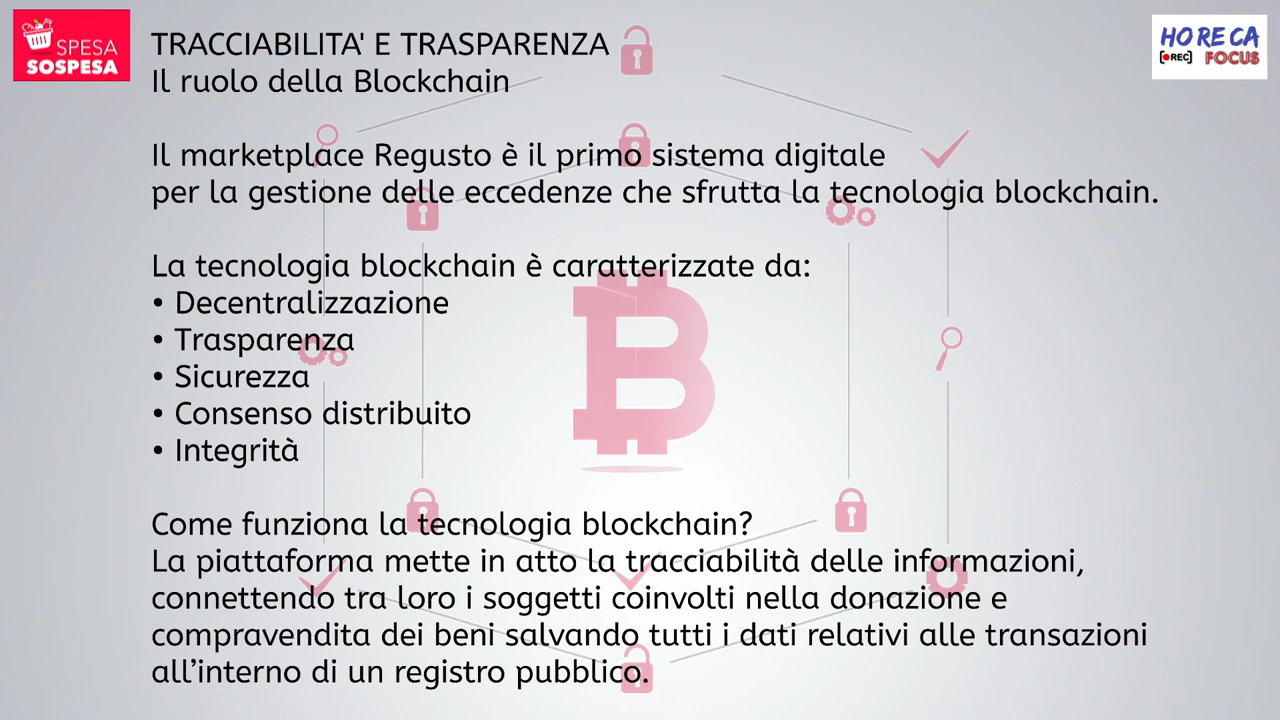 SPESA
SOSPESA
HO RE CA
[REC] FOCUS
TRACCIABILITA' E TRASPARENZA
Il ruolo della Blockchain
Il marketplace Regusto è il primo sistema digitale
per la gestione delle eccedenze che sfrutta la tecnologia blockchain.
La tecnologia blockchain è caratterizzate da:
• Decentralizzazione
• Trasparenza
• Sicurezza
• Consenso distribuito
• Integrità
Come funziona la tecnologia blockchain?
La piattaforma mette in atto la tracciabilità delle informazioni,
connettendo tra loro i soggetti coinvolti nella donazione e
compravendita dei beni salvando tutti i dati relativi alle transazioni
all’interno di un registro pubblico.